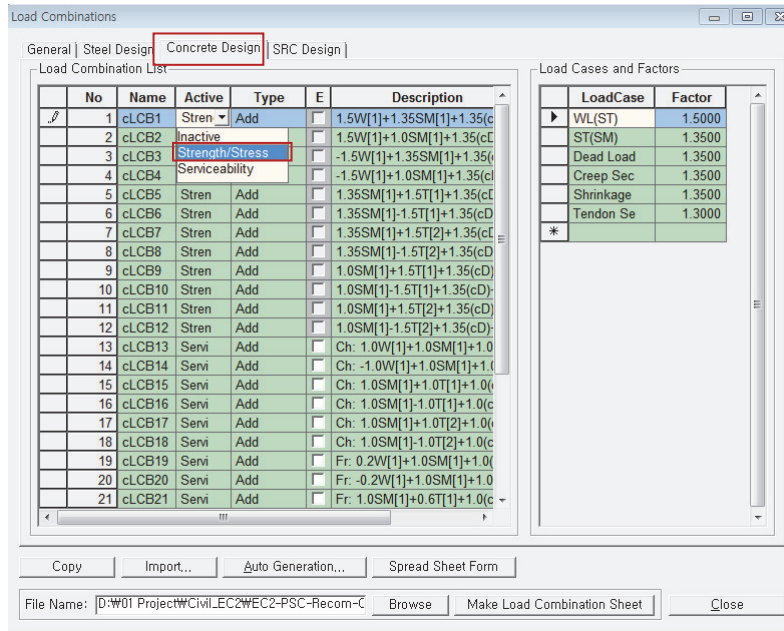 Load Combinations
General | Steel Design | Concrete Design | SRC Design |
Load Combination List
No Name Active Type E Description
1 cLCB1 Stren Add 1.5W[1]+1.35SM[1]+1.35(c
2 cLCB2 Inactive 1.5W[1]+1.0SM[1]+1.35(cD
3 cLCB3 Strength/Stress -1.5W[1]+1.35SM[1]+1.35(
4 cLCB4 Serviceability -1.5W[1]+1.0SM[1]+1.35(c
5 cLCB5 Stren Add 1.35SM[1]+1.5T[1]+1.35(cD
6 cLCB6 Stren Add 1.35SM[1]-1.5T[1]+1.35(cD
7 cLCB7 Stren Add 1.35SM[1]+1.5T[2]+1.35(cD
8 cLCB8 Stren Add 1.35SM[1]-1.5T[2]+1.35(cD
9 cLCB9 Stren Add 1.0SM[1]+1.5T[1]+1.35(cD)
10 cLCB10 Stren Add 1.0SM[1]-1.5T[1]+1.35(cD)
11 cLCB11 Stren Add 1.0SM[1]+1.5T[2]+1.35(cD)
12 cLCB12 Stren Add 1.0SM[1]-1.5T[2]+1.35(cD)
13 cLCB13 Servi Add Ch: 1.0W[1]+1.0SM[1]+1.0
14 cLCB14 Servi Add Ch: -1.0W[1]+1.0SM[1]+1.(
15 cLCB15 Servi Add Ch: 1.0SM[1]+1.0T[1]+1.0(
16 cLCB16 Servi Add Ch: 1.0SM[1]-1.0T[1]+1.0(c
17 cLCB17 Servi Add Ch: 1.0SM[1]+1.0T[2]+1.0(
18 cLCB18 Servi Add Ch: 1.0SM[1]-1.0T[2]+1.0(c
19 cLCB19 Servi Add Fr: 0.2W[1]+1.0SM[1]+1.0(
20 cLCB20 Servi Add Fr: -0.2W[1]+1.0SM[1]+1.0
21 cLCB21 Servi Add Fr: 1.0SM[1]+0.6T[1]+1.0(c
Load Cases and Factors
LoadCase Factor
WL(ST) 1.5000
ST(SM) 1.3500
Dead Load 1.3500
Creep Sec 1.3500
Shrinkage 1.3500
Tendon Se 1.3000
Copy Import... Auto Generation... Spread Sheet Form
File Name: D:₩01 Project₩Civil_EC2₩EC2-PSC-Recom-C Browse Make Load Combination Sheet Close